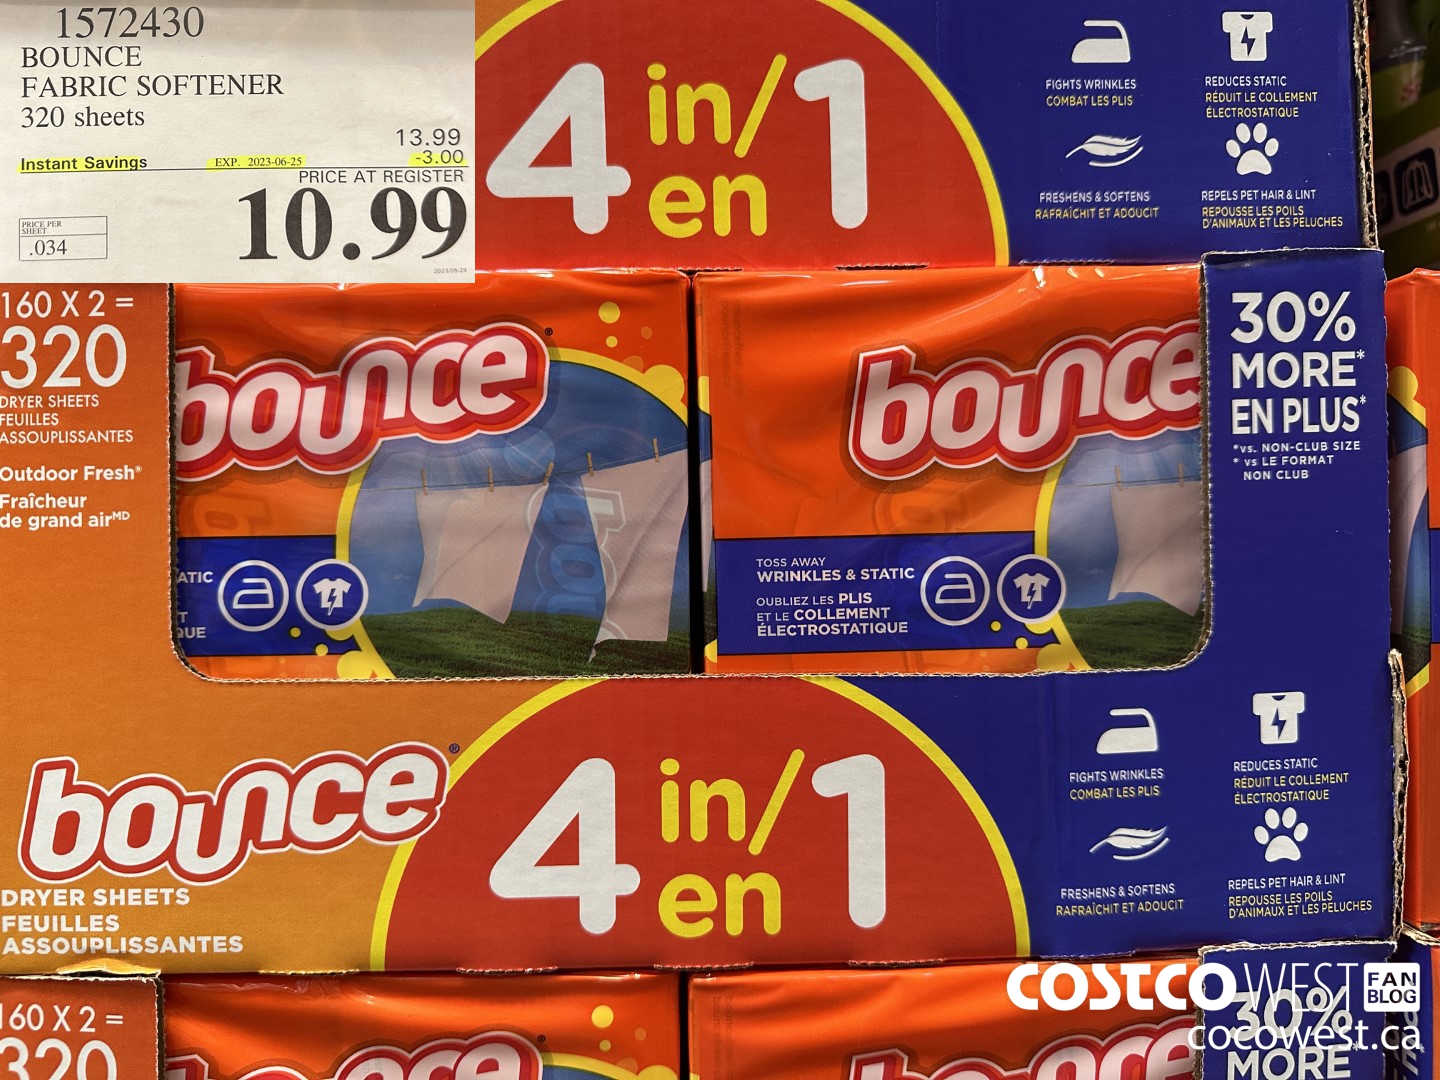 1572430
BOUNCE
FABRIC SOFTENER
320 sheets
13.99
Instant Savings EXP. 2023-06-25 -3.00
PRICE AT REGISTER
10.99
PRICE PER
SHEET
.034
4 in/en 1
FIGHTS WRINKLES
COMBAT LES PLIS
REDUCES STATIC
RÉDUIT LE COLLEMENT
ÉLECTROSTATIQUE
FRESHENS & SOFTENS
RAFRAÎCHIT ET ADOUCIT
REPELS PET HAIR & LINT
REPOUSSE LES POILS
D'ANIMAUX ET LES PELUCHES
160 X 2 =
320
DRYER SHEETS
FEUILLES
ASSOUPLISSANTES
Outdoor Fresh®
Fraîcheur
de grand airMD
bounce®
ATIC
T
QUE
bounce
TOSS AWAY
WRINKLES & STATIC
OUBLIEZ LES PLIS
ET LE COLLEMENT
ÉLECTROSTATIQUE
30%
MORE*
EN PLUS*
*vs. NON-CLUB SIZE
* vs LE FORMAT
NON CLUB
bounce®
DRYER SHEETS
FEUILLES
ASSOUPLISSANTES
4 in/en 1
FIGHTS WRINKLES
COMBAT LES PLIS
REDUCES STATIC
RÉDUIT LE COLLEMENT
ÉLECTROSTATIQUE
FRESHENS & SOFTENS
RAFRAÎCHIT ET ADOUCIT
REPELS PET HAIR & LINT
REPOUSSE LES POILS
D'ANIMAUX ET LES PELUCHES
160 X 2 =
320
bounce®
bounce
30%
MORE*
COSTCO WEST FAN BLOG
cocowest.ca